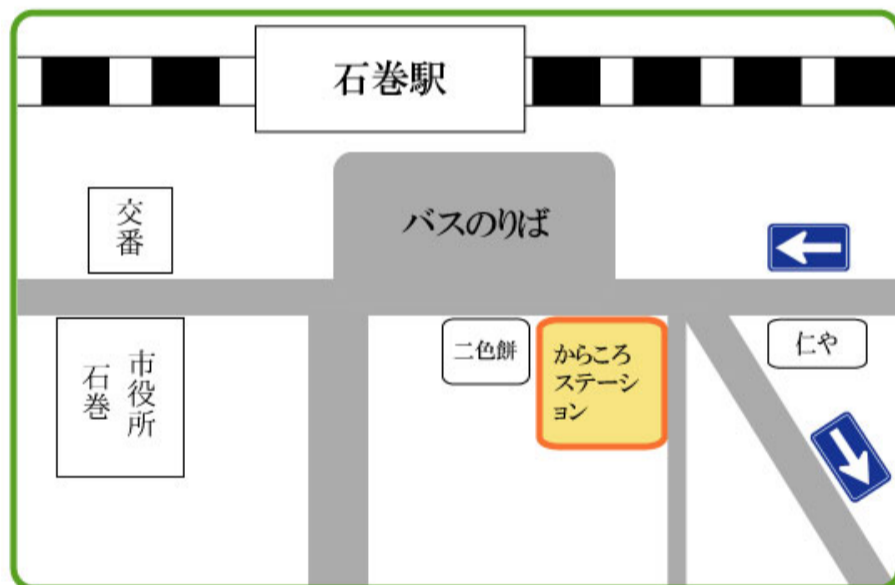 石巻駅
バスのりば
交番
二色餅
からころ
ステーシ
ョン
仁や
石巻
市役所